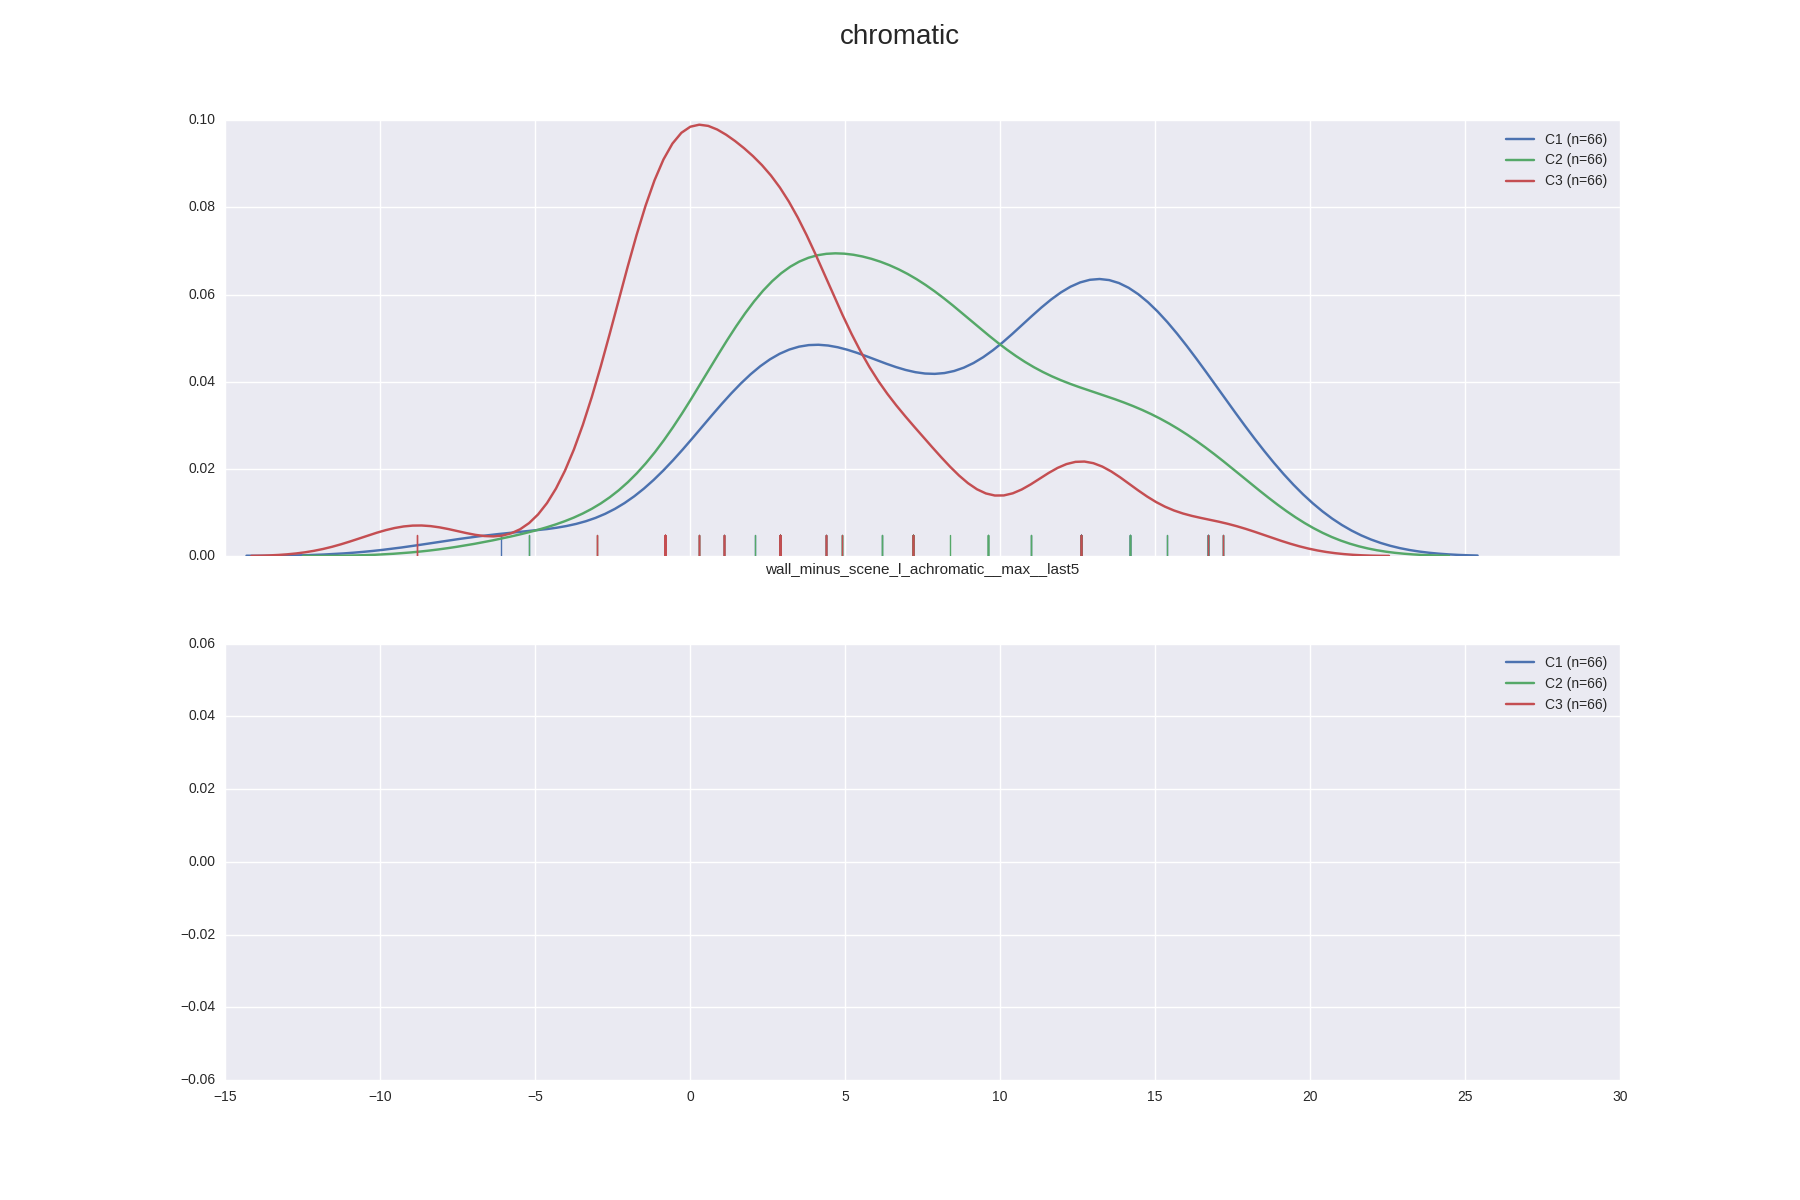 chromatic
0.10
0.08
0.06
0.04
0.02
0.00
C1 (n=66)
C2 (n=66)
C3 (n=66)
wall_minus_scene_l_achromatic__max__last5
0.06
0.04
0.02
0.00
−0.02
−0.04
−0.06
C1 (n=66)
C2 (n=66)
C3 (n=66)
−15 −10 −5 0 5 10 15 20 25 30